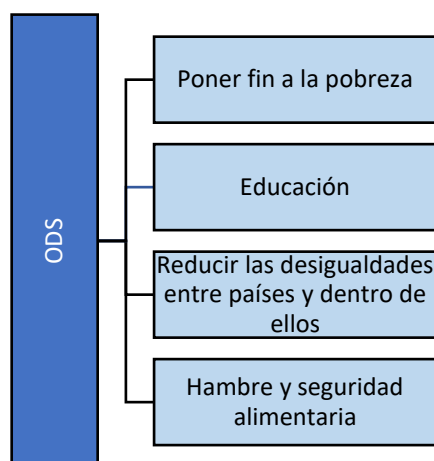 ODS
Poner fin a la pobreza
Educación
Reducir las desigualdades
entre países y dentro de
ellos
Hambre y seguridad
alimentaria